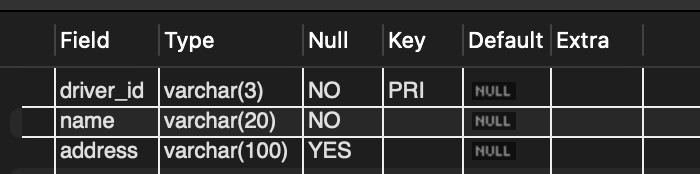 Field Type Null Key Default Extra
driver_id varchar(3) NO PRI NULL
name varchar(20) NO NULL
address varchar(100) YES NULL